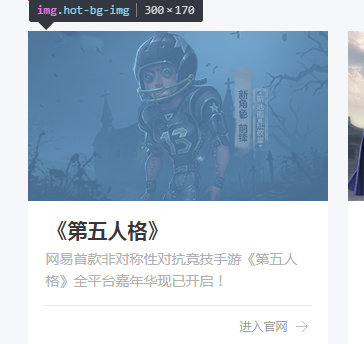 img.hot-bg-img | 300×170
新角色 前锋
《第五人格》
网易首款非对称性对抗竞技手游《第五人
格》全平台嘉年华现已开启！
进入官网 →